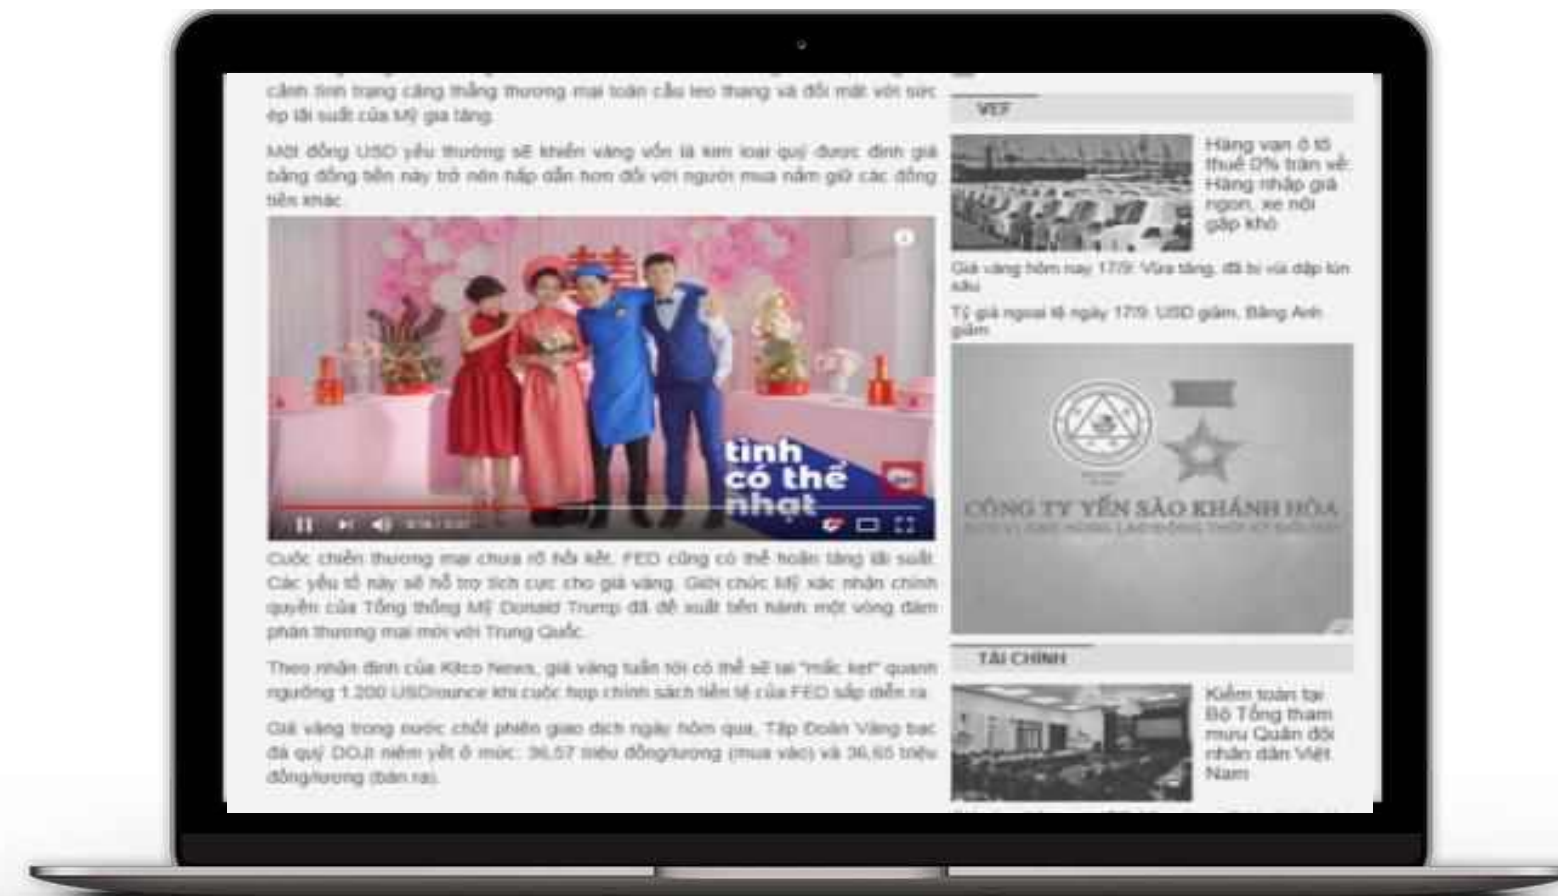 cảnh tình trạng căng thẳng thương mại toàn cầu leo thang và đối mặt với sức
ép lãi suất của Mỹ gia tăng.
Một đồng USD yếu thường sẽ khiến vàng vốn là kim loại quý được định giá
bằng đồng tiền này trở nên hấp dẫn hơn đối với người mua nắm giữ các đồng
tiền khác.
tình
có thể
nhạt
Cuộc chiến thương mại chưa rõ hồi kết, FED cũng có thể hoãn tăng lãi suất.
Các yếu tố này sẽ hỗ trợ tích cực cho giá vàng. Giới chức Mỹ xác nhận chính
quyền của Tổng thống Mỹ Donald Trump đã đề xuất tiến hành một vòng đàm
phán thương mại mới với Trung Quốc.
Theo nhận định của Kitco News, giá vàng tuần tới có thể sẽ lại "mắc kẹt" quanh
ngưỡng 1.200 USD/ounce khi cuộc họp chính sách tiền tệ của FED sắp diễn ra.
Giá vàng trong nước chốt phiên giao dịch ngày hôm qua, Tập Đoàn Vàng bạc
đá quý DOJI niêm yết ở mức: 36,57 triệu đồng/lượng (mua vào) và 36,65 triệu
đồng/lượng (bán ra).
VEF
Hàng vạn ô tô
thuế 0% tràn về:
Hàng nhập giá
ngon, xe nội
gặp khó
Giá vàng hôm nay 17/9: Vừa tăng, đã bị vùi dập lún
sâu
Tỷ giá ngoại tệ ngày 17/9: USD giảm, Bảng Anh
giảm
CÔNG TY YẾN SÀO KHÁNH HÒA
TÀI CHÍNH
Kiểm toán tại
Bộ Tổng tham
mưu Quân đội
nhân dân Việt
Nam